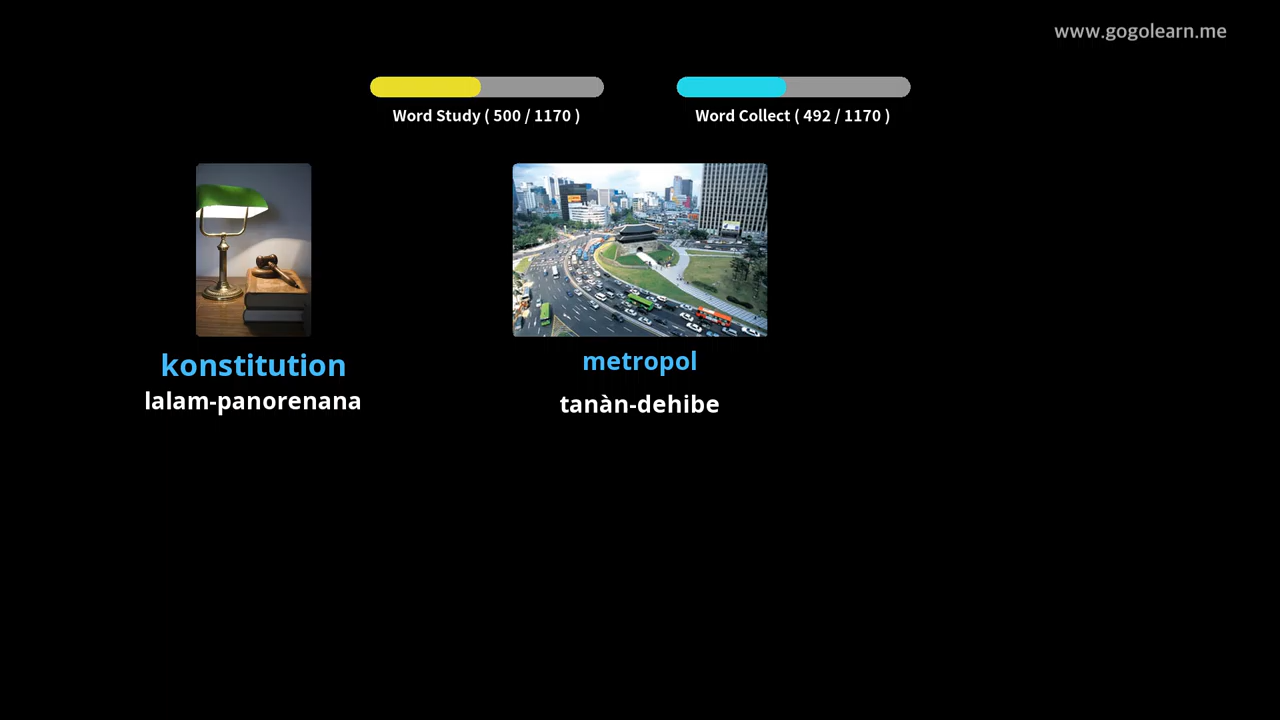 www.gogolearn.me
Word Study ( 500 / 1170 )
Word Collect ( 492 / 1170 )
konstitution
lalam-panorenana
metropol
tanàn-dehibe